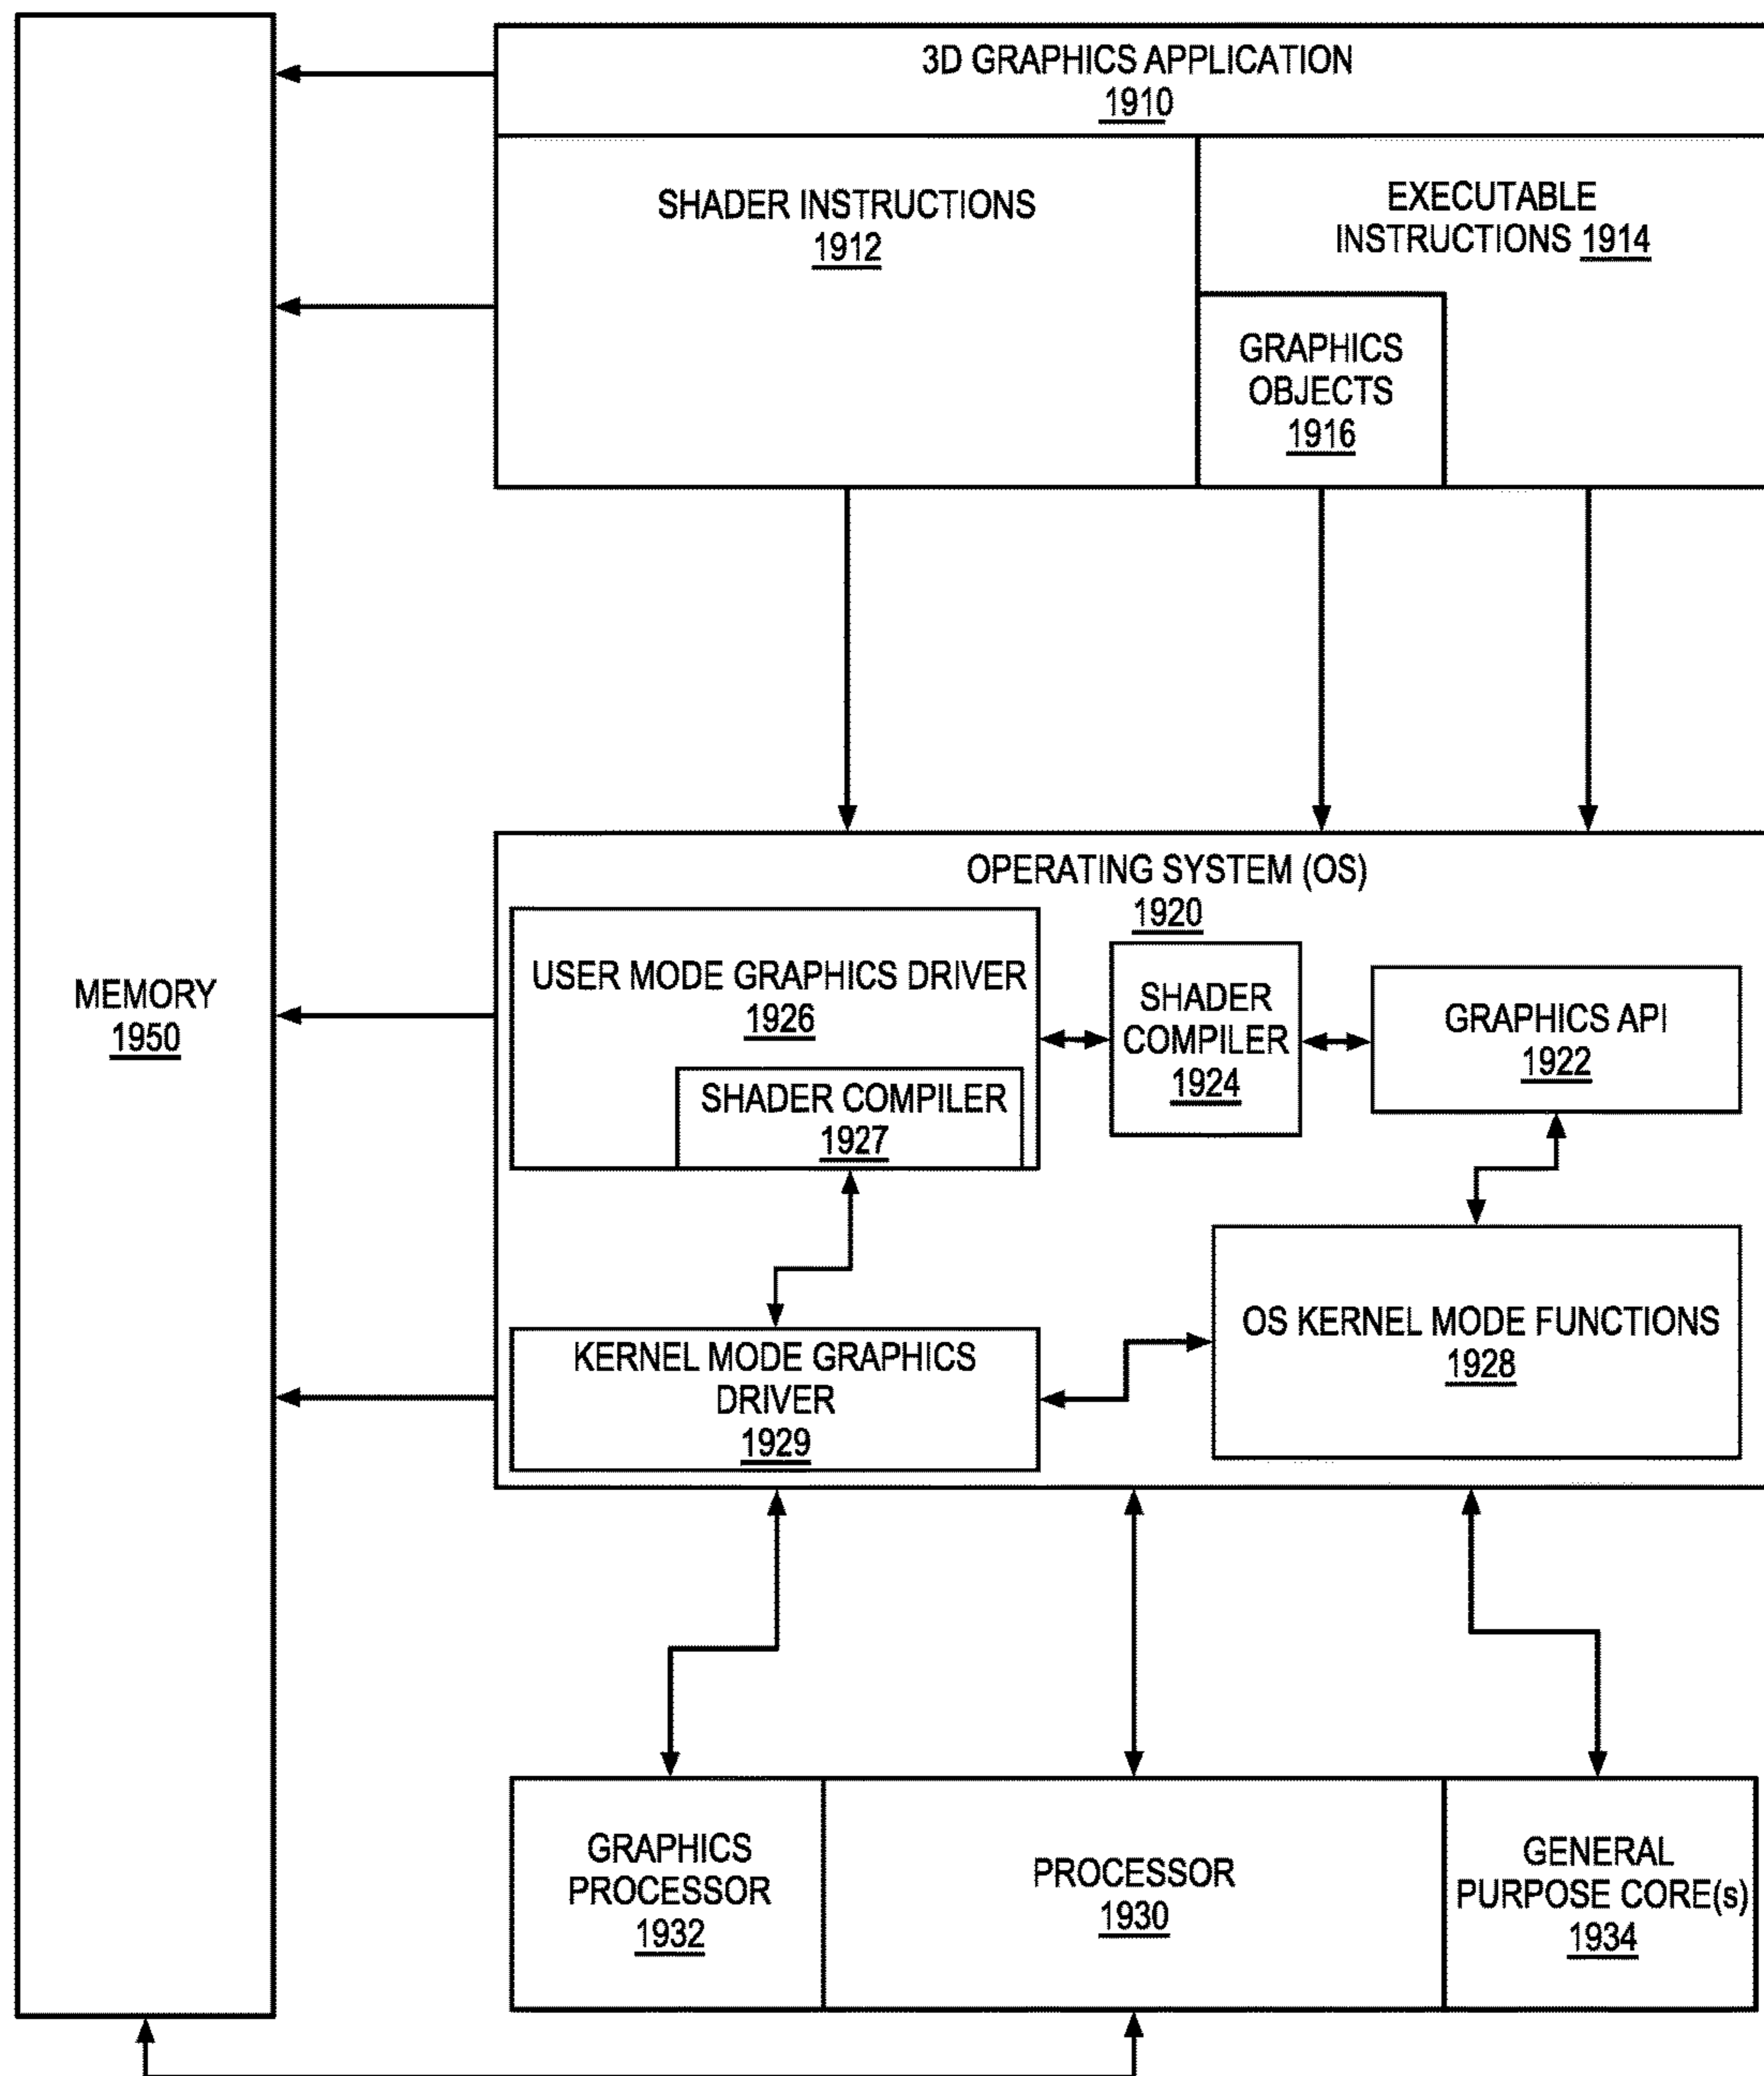 3D GRAPHICS APPLICATION
1910
SHADER INSTRUCTIONS
1912
EXECUTABLE
INSTRUCTIONS 1914
GRAPHICS
OBJECTS
1916
MEMORY
1950
OPERATING SYSTEM (OS)
1920
USER MODE GRAPHICS DRIVER
1926
SHADER COMPILER
1927
SHADER
COMPILER
1924
GRAPHICS API
1922
KERNEL MODE GRAPHICS
DRIVER
1929
OS KERNEL MODE FUNCTIONS
1928
GRAPHICS
PROCESSOR
1932
PROCESSOR
1930
GENERAL
PURPOSE CORE(s)
1934